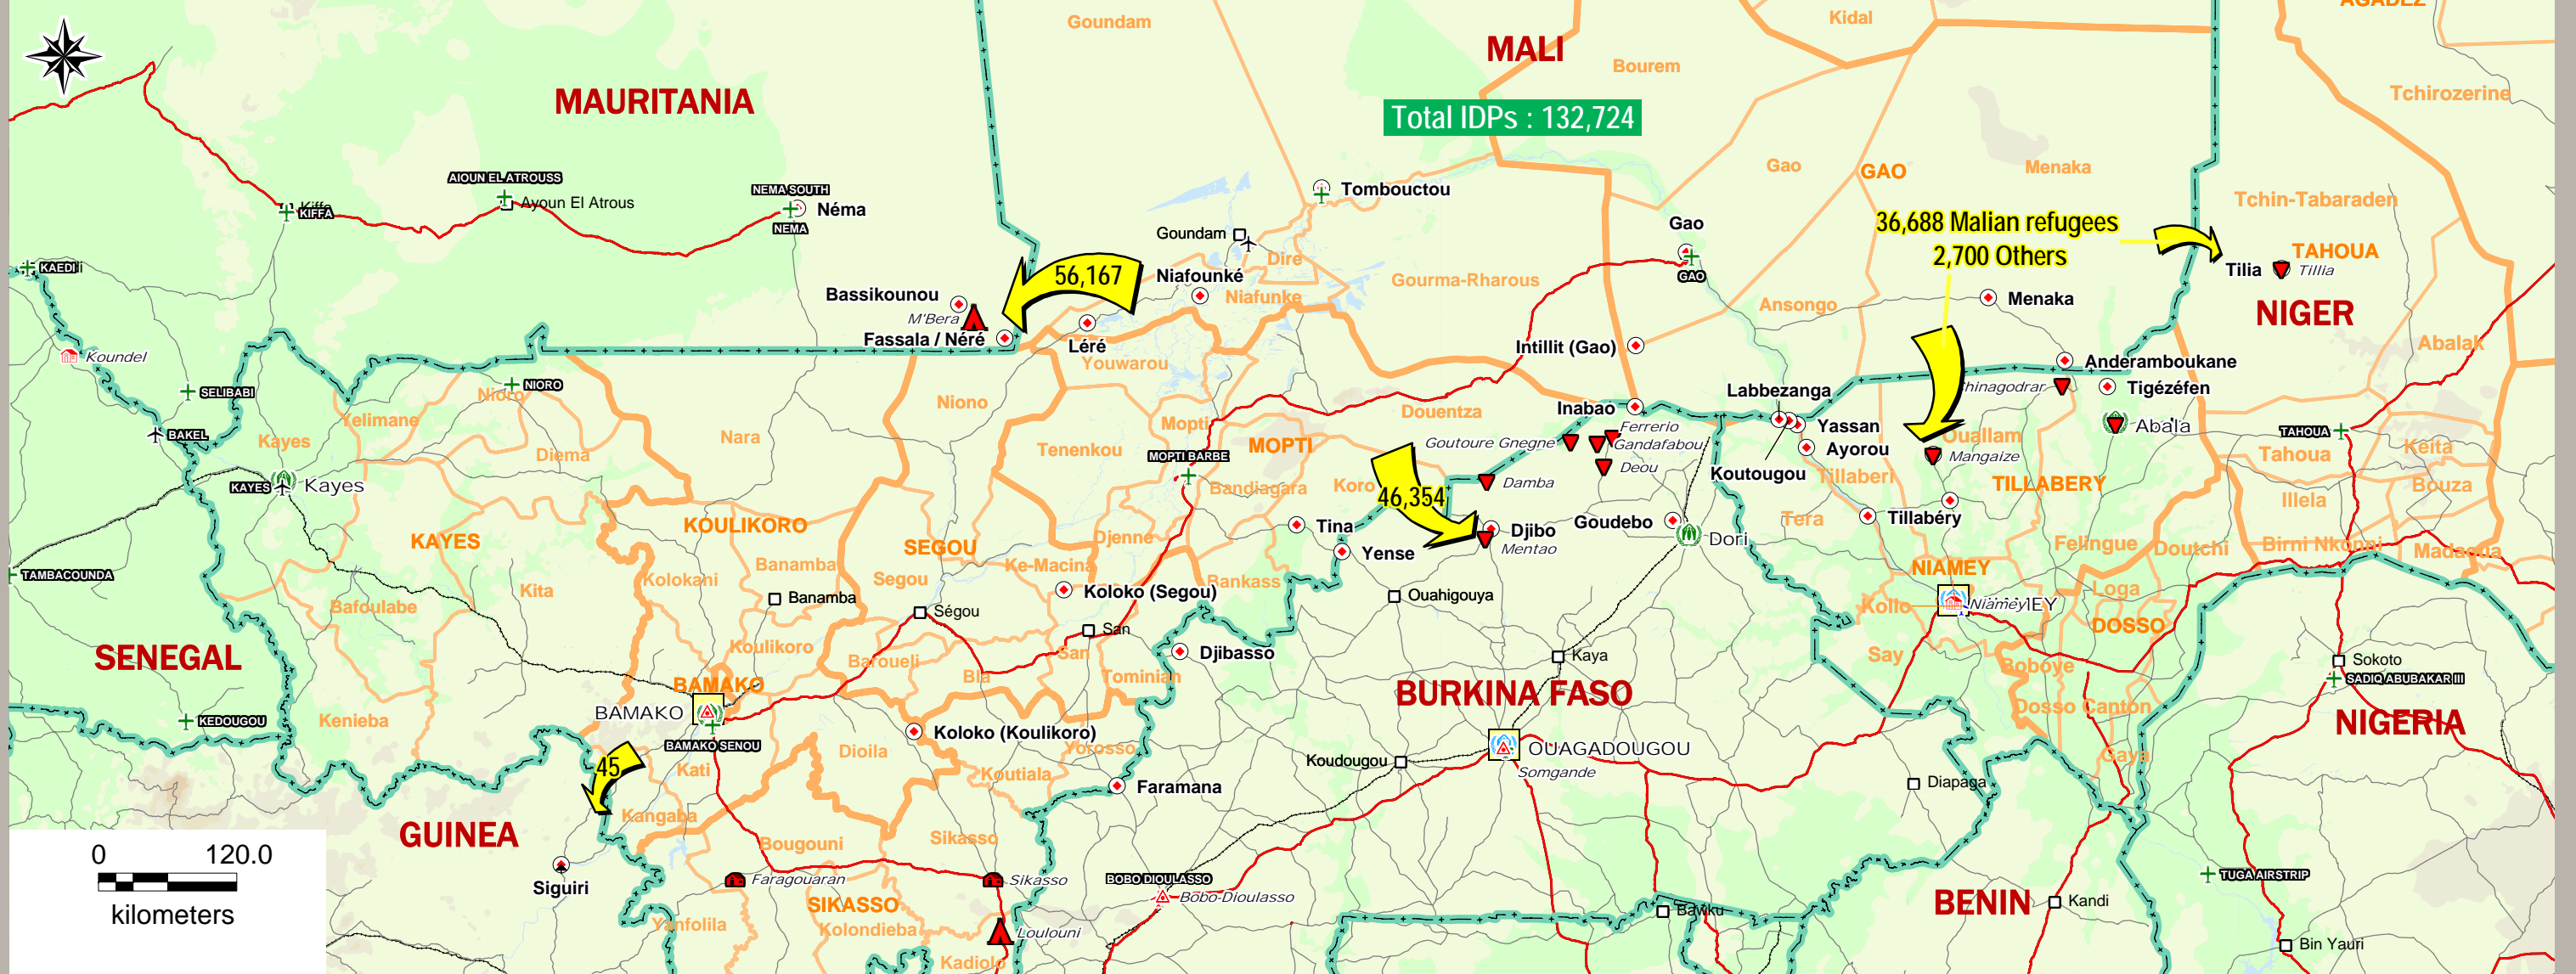 AGADEZ
Goundam
Kidal
MALI
Bourem
MAURITANIA
Tchirozerine
Total IDPs : 132,724
Gao
GAO
Menaka
AIOUN EL ATROUSS
Ayoun El Atrous
NEMA SOUTH
Néma
NEMA
Tombouctou
Tchin-Tabaraden
KIFFA
36,688 Malian refugees
2,700 Others
Gao
GAO
Goundam
Dire
TAHOUA
Tilia
Tillia
KAEDI
56,167
Niafounké
Niafunke
Gourma-Rharous
Ansongo
Menaka
NIGER
Bassikounou
M'Bera
Fassala / Néré
Léré
Youwarou
Intillit (Gao)
Abalak
Koundel
Anderamboukane
Tigézéfen
SELIBABI
NIORO
Nioro
Yelimane
Niono
Labbezanga
Inabao
Douentza
Mopti
MOPTI
Ferrerio
Gandafabou
Goutoure Gnegne
Yassan
Ayorou
Abala
TAHOUA
BAKEL
Kayes
Nara
Diema
Tenenkou
MOPTI BARBE
Deou
Koutougou
Ouallam
Mangaize
Tahoua
Keita
Tillaberi
KAYES
Kayes
Bandiagara
Koro
46,354
Damba
TILLABERY
Illela
Bouza
KOULIKORO
KAYES
SEGOU
Djenne
Tina
Yense
Djibo
Mentao
Goudebo
Dori
Tera
Tillabéry
Felingue
Doutchi
Birni Nkonni
Madaoua
TAMBACOUNDA
Kolokani
Banamba
Segou
Ke-Macina
Bankass
NIAMEY
Niamey
Loga
Kita
Banamba
Bafoulabe
Koloko (Segou)
Ouahigouya
Kollo
DOSSO
Ségou
San
SENEGAL
Koulikoro
Baroueli
San
Djibasso
Kaya
Say
Boboye
Sokoto
SADIQ ABUBAKAR III
BAMAKO
Bla
Tominian
BURKINA FASO
Dosso Canton
NIGERIA
KEDOUGOU
Kenieba
BAMAKO
BAMAKO SENOU
Dioila
Koloko (Koulikoro)
Yorosso
OUAGADOUGOU
Somgande
Koudougou
Gaya
45
Kati
Koutiala
Faramana
Diapaga
Kangaba
GUINEA
Bougouni
Sikasso
0 120.0
kilometers
Siguiri
Faragouaran
Sikasso
BOBO DIOULASSO
Bobo-Dioulasso
TUGA AIRSTRIP
SIKASSO
Kolondieba
Yanfolila
Loulouni
Bawku
BENIN
Kandi
Kadiolo
Bin Yauri